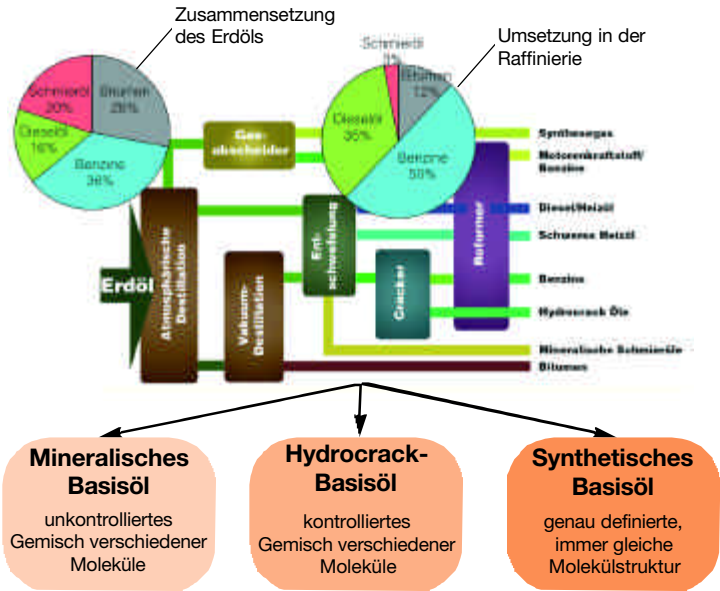 Zusammensetzung
des Erdöls
Umsetzung in der
Raffinierie
Schmieröl
20%
Bitumen
28%
Dieselöl
16%
Benzine
36%
Schmieröl
3%
Bitumen
12%
Dieselöl
35%
Benzine
50%
Gas-
abscheider
Synthesegas
Motorenkraftstoff/
Benzine
Diesel/Heizöl
Schweres Heizöl
Benzine
Hydrocrack Öle
Mineralische Schmieröle
Bitumen
Erdöl
Atmosphärische
Destillation
Vakuum-
Destillation
Ent-
schwefelung
Cracker
Reformer
Mineralisches
Basisöl
unkontrolliertes
Gemisch verschiedener
Moleküle
Hydrocrack-
Basisöl
kontrolliertes
Gemisch verschiedener
Moleküle
Synthetisches
Basisöl
genau definierte,
immer gleiche
Molekülstruktur